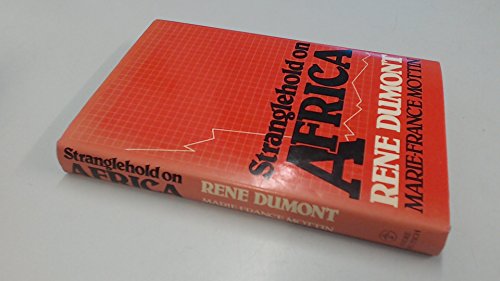 Stranglehold on
AFRICA
RENE DUMONT
MARIE-FRANCE MOTTIN
Stranglehold on
AFRICA
RENE DUMONT
MARIE-FRANCE MOTTIN